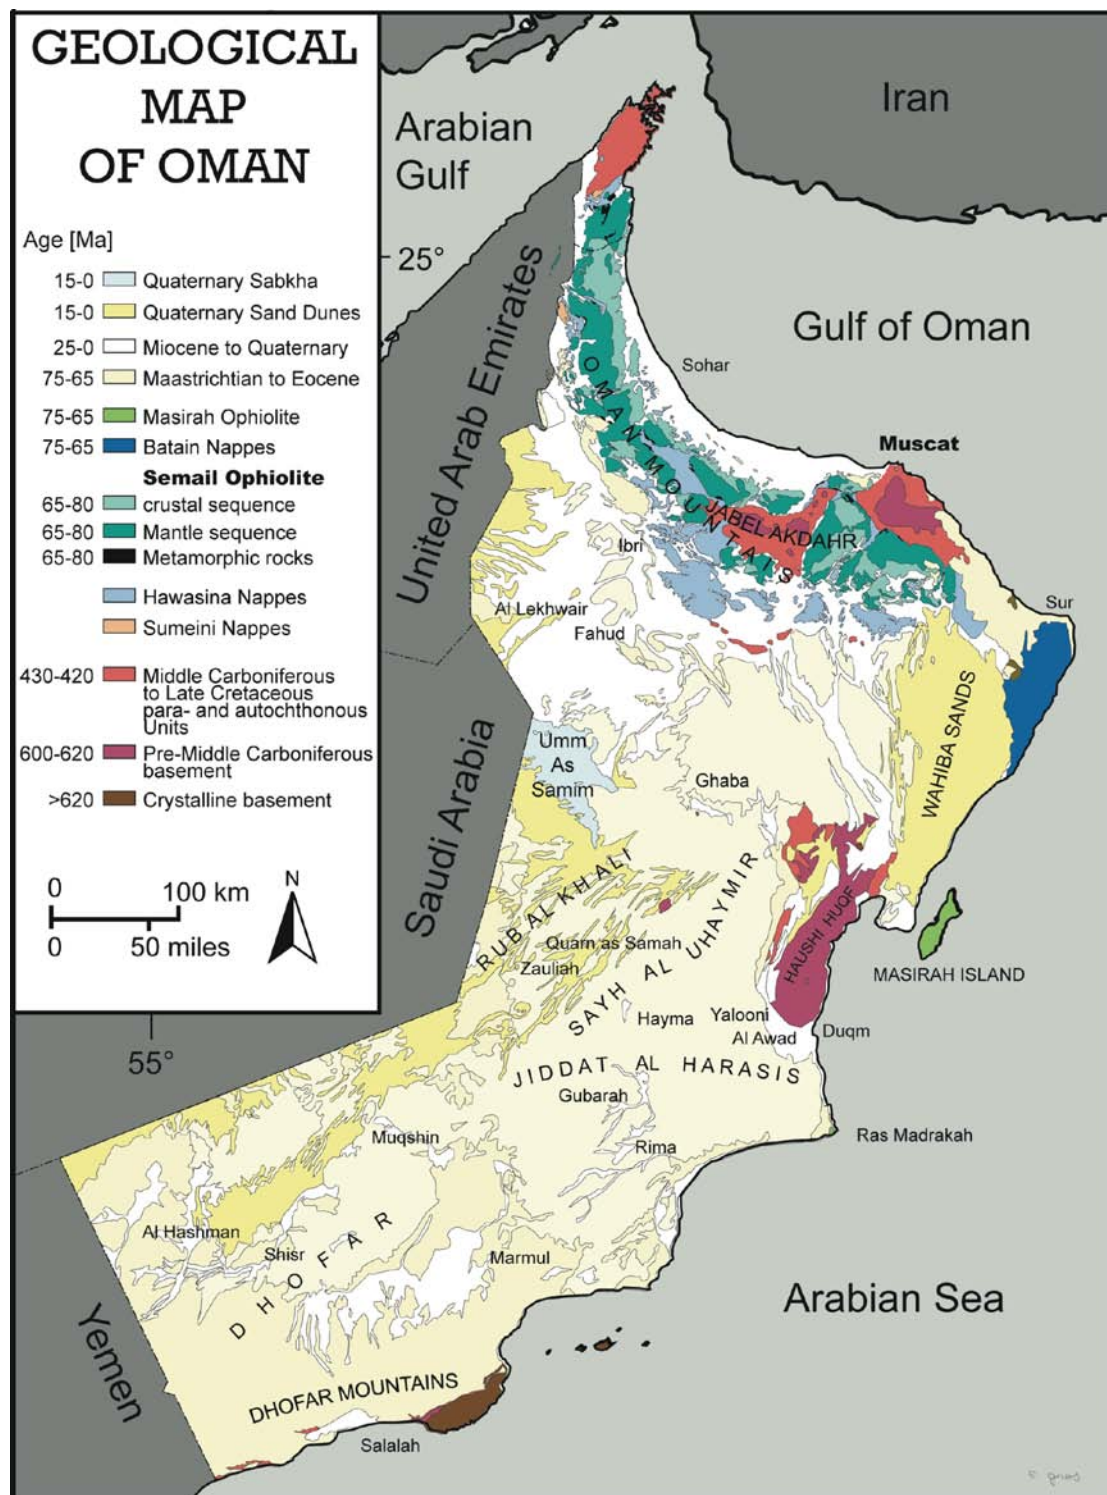 GEOLOGICAL
MAP
OF OMAN
Age [Ma]
15-0 Quaternary Sabkha
15-0 Quaternary Sand Dunes
25-0 Miocene to Quaternary
75-65 Maastrichtian to Eocene
75-65 Masirah Ophiolite
75-65 Batain Nappes
Semail Ophiolite
65-80 crustal sequence
65-80 Mantle sequence
65-80 Metamorphic rocks
Hawasina Nappes
Sumeini Nappes
430-420 Middle Carboniferous
to Late Cretaceous
para- and autochthonous
Units
600-620 Pre-Middle Carboniferous
basement
>620 Crystalline basement
0 100 km
0 50 miles
N
Iran
Arabian
Gulf
25°
Gulf of Oman
United Arab Emirates
Sohar
OMAN MOUNTAIS
Muscat
JABEL AKDAHR
Ibri
Al Lekhwair
Fahud
Sur
WAHIBA SANDS
Saudi Arabia
Umm
As
Samim
Ghaba
RUB AL KHALI
SAYH AL UHAYMIR
HAUSHI HUQF
Quarn as Samah
Zauliah
MASIRAH ISLAND
Hayma
Yalooni
Al Awad
Duqm
55°
JIDDAT AL HARASIS
Gubarah
Muqshin
Rima
Ras Madrakah
Al Hashman
Shisr
DHOFAR
Marmul
Arabian Sea
Yemen
DHOFAR MOUNTAINS
Salalah